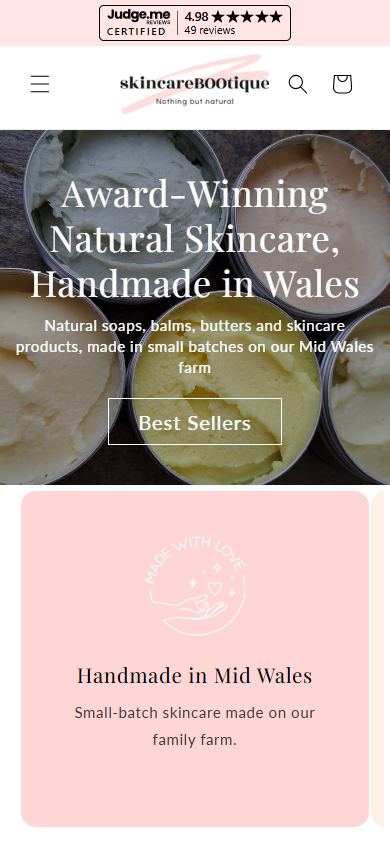 Judge.me
REVIEWS
CERTIFIED
4.98 ★★★★★
49 reviews
skincareBOOtique
Nothing but natural
Award-Winning
Natural Skincare,
Handmade in Wales
Natural soaps, balms, butters and skincare
products, made in small batches on our Mid Wales
farm
Best Sellers
MADE WITH LOVE
Handmade in Mid Wales
Small-batch skincare made on our
family farm.